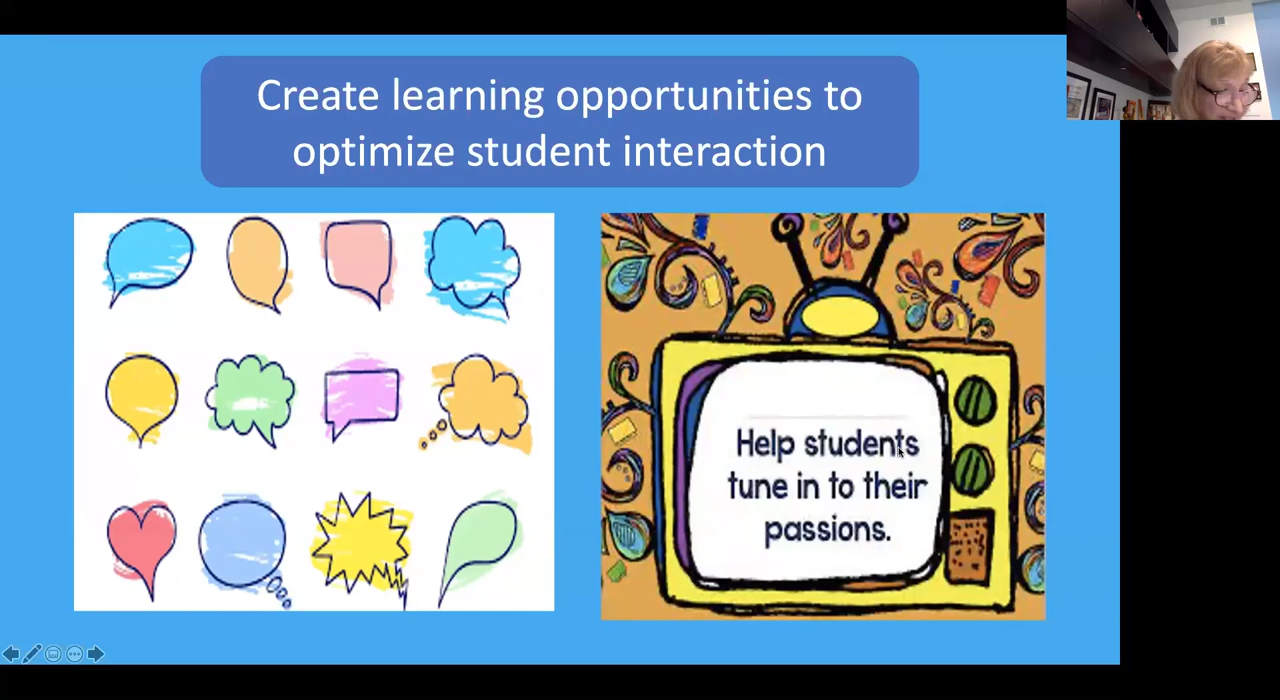 Create learning opportunities to
optimize student interaction
Help students
tune in to their
passions.